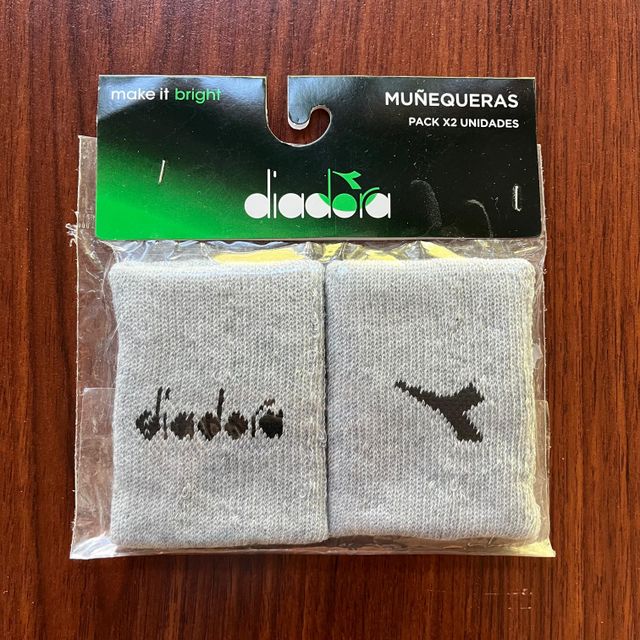 make it bright
MUÑEQUERAS
PACK X2 UNIDADES
diadora
diadora